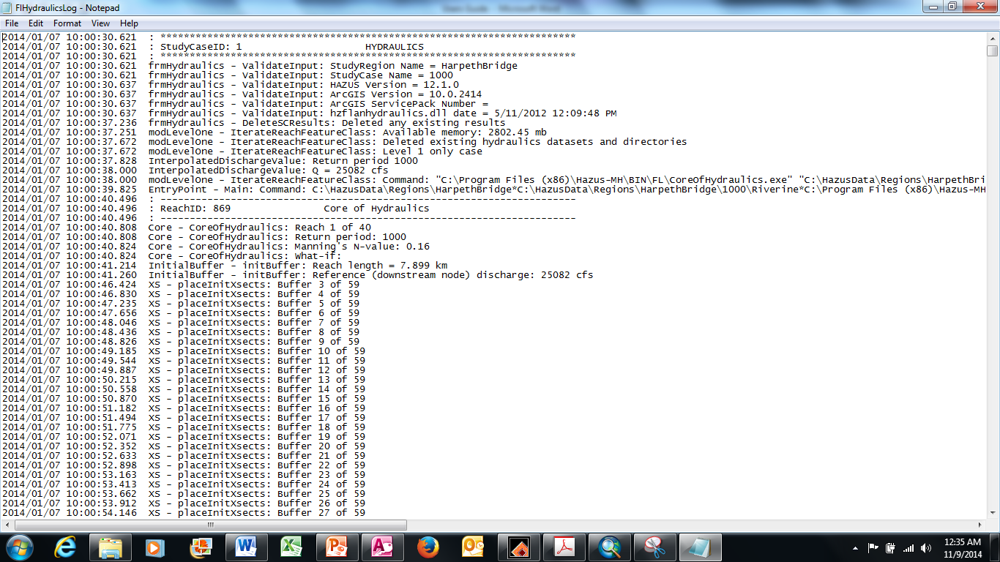 FlHydraulicsLog - Notepad
File Edit Format View Help
2014/01/07 10:00:30.621 : ***********************************************************************
2014/01/07 10:00:30.621 : StudyCaseID: 1 HYDRAULICS
2014/01/07 10:00:30.621 : ***********************************************************************
2014/01/07 10:00:30.621 frmHydraulics - ValidateInput: StudyRegion Name = HarpethBridge
2014/01/07 10:00:30.621 frmHydraulics - ValidateInput: StudyCase Name = 1000
2014/01/07 10:00:30.637 frmHydraulics - ValidateInput: HAZUS Version = 12.1.0
2014/01/07 10:00:30.637 frmHydraulics - ValidateInput: ArcGIS Version = 10.0.2414
2014/01/07 10:00:30.637 frmHydraulics - ValidateInput: ArcGIS ServicePack Number =
2014/01/07 10:00:30.637 frmHydraulics - ValidateInput: hzflanhydraulics.dll date = 5/11/2012 12:09:48 PM
2014/01/07 10:00:37.236 frmHydraulics - DeleteSCResults: Deleted any existing results
2014/01/07 10:00:37.251 modLevelOne - IterateReachFeatureClass: Available memory: 2802.45 mb
2014/01/07 10:00:37.672 modLevelOne - IterateReachFeatureClass: Deleted existing hydraulics datasets and directories
2014/01/07 10:00:37.672 modLevelOne - IterateReachFeatureClass: Level 1 only case
2014/01/07 10:00:37.828 InterpolatedDischargeValue: Return period 1000
2014/01/07 10:00:38.000 InterpolatedDischargeValue: Q = 25082 cfs
2014/01/07 10:00:38.000 modLevelOne - IterateReachFeatureClass: Command: "C:\Program Files (x86)\Hazus-MH\BIN\FL\CoreOfHydraulics.exe" "C:\HazusData\Regions\HarpethBri
2014/01/07 10:00:39.825 EntryPoint - Main: Command: C:\HazusData\Regions\HarpethBridge*C:\HazusData\Regions\HarpethBridge\1000\Riverine*C:\Program Files (x86)\Hazus-MH
2014/01/07 10:00:40.496 : -----------------------------------------------------------------------
2014/01/07 10:00:40.496 : ReachID: 869 Core of Hydraulics
2014/01/07 10:00:40.496 : -----------------------------------------------------------------------
2014/01/07 10:00:40.808 Core - CoreOfHydraulics: Reach 1 of 40
2014/01/07 10:00:40.808 Core - CoreOfHydraulics: Return period: 1000
2014/01/07 10:00:40.824 Core - CoreOfHydraulics: Manning's N-value: 0.16
2014/01/07 10:00:40.824 Core - CoreOfHydraulics: What-if:
2014/01/07 10:00:41.214 InitialBuffer - initBuffer: Reach length = 7.899 km
2014/01/07 10:00:41.260 InitialBuffer - initBuffer: Reference (downstream node) discharge: 25082 cfs
2014/01/07 10:00:46.424 XS - placeInitXsects: Buffer 3 of 59
2014/01/07 10:00:46.830 XS - placeInitXsects: Buffer 4 of 59
2014/01/07 10:00:47.235 XS - placeInitXsects: Buffer 5 of 59
2014/01/07 10:00:47.656 XS - placeInitXsects: Buffer 6 of 59
2014/01/07 10:00:48.046 XS - placeInitXsects: Buffer 7 of 59
2014/01/07 10:00:48.436 XS - placeInitXsects: Buffer 8 of 59
2014/01/07 10:00:48.826 XS - placeInitXsects: Buffer 9 of 59
2014/01/07 10:00:49.185 XS - placeInitXsects: Buffer 10 of 59
2014/01/07 10:00:49.544 XS - placeInitXsects: Buffer 11 of 59
2014/01/07 10:00:49.887 XS - placeInitXsects: Buffer 12 of 59
2014/01/07 10:00:50.215 XS - placeInitXsects: Buffer 13 of 59
2014/01/07 10:00:50.558 XS - placeInitXsects: Buffer 14 of 59
2014/01/07 10:00:50.870 XS - placeInitXsects: Buffer 15 of 59
2014/01/07 10:00:51.182 XS - placeInitXsects: Buffer 16 of 59
2014/01/07 10:00:51.494 XS - placeInitXsects: Buffer 17 of 59
2014/01/07 10:00:51.775 XS - placeInitXsects: Buffer 18 of 59
2014/01/07 10:00:52.071 XS - placeInitXsects: Buffer 19 of 59
2014/01/07 10:00:52.352 XS - placeInitXsects: Buffer 20 of 59
2014/01/07 10:00:52.633 XS - placeInitXsects: Buffer 21 of 59
2014/01/07 10:00:52.898 XS - placeInitXsects: Buffer 22 of 59
2014/01/07 10:00:53.163 XS - placeInitXsects: Buffer 23 of 59
2014/01/07 10:00:53.413 XS - placeInitXsects: Buffer 24 of 59
2014/01/07 10:00:53.662 XS - placeInitXsects: Buffer 25 of 59
2014/01/07 10:00:53.912 XS - placeInitXsects: Buffer 26 of 59
2014/01/07 10:00:54.146 XS - placeInitXsects: Buffer 27 of 59
12:35 AM
11/9/2014